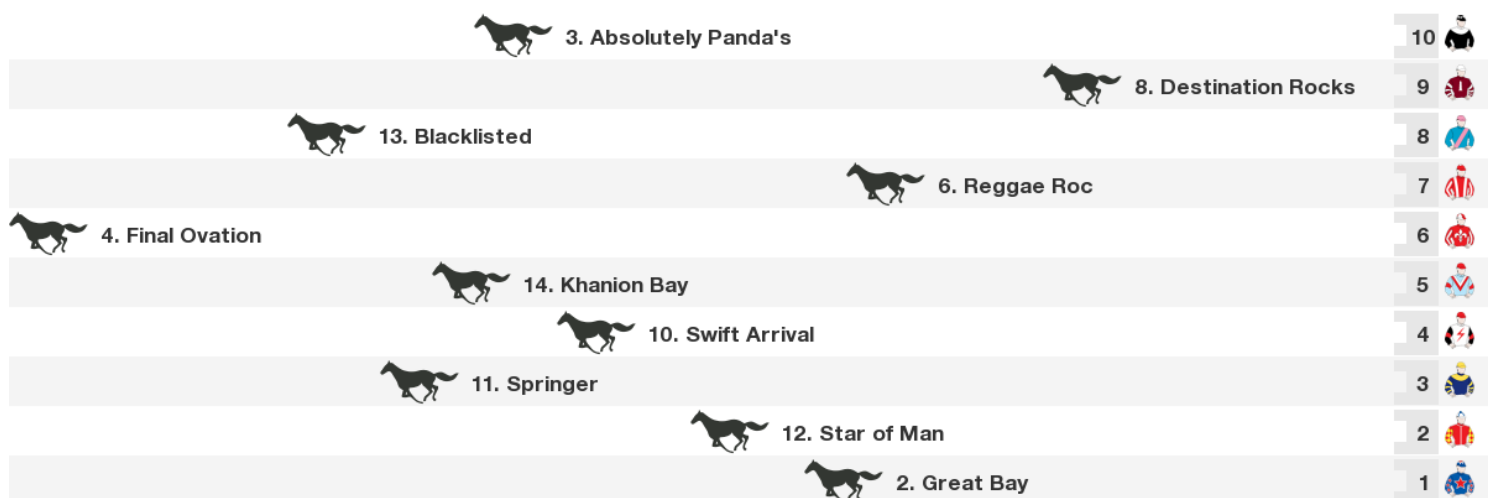 3. Absolutely Panda's 10
8. Destination Rocks 9
13. Blacklisted 8
6. Reggae Roc 7
4. Final Ovation 6
14. Khanion Bay 5
10. Swift Arrival 4
11. Springer 3
12. Star of Man 2
2. Great Bay 1